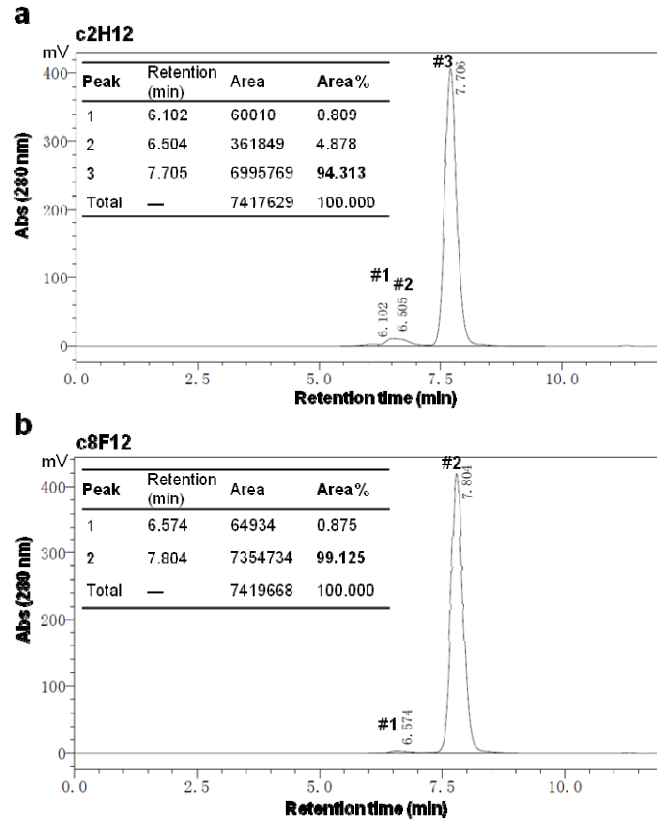 a
c2H12
mV
Peak Retention (min) Area Area%
1 6.102 60010 0.809
2 6.504 361849 4.878
3 7.705 6995769 94.313
Total — 7417629 100.000
#3
7.706
#1
#2
6.102
6.505
400
300
200
100
0
Abs (280 nm)
0.0 2.5 5.0 7.5 10.0
Retention time (min)
b
c8F12
mV
Peak Retention (min) Area Area%
1 6.574 64934 0.875
2 7.804 7354734 99.125
Total — 7419668 100.000
#2
7.804
#1
6.574
400
300
200
100
0
Abs (280 nm)
0.0 2.5 5.0 7.5 10.0
Retention time (min)